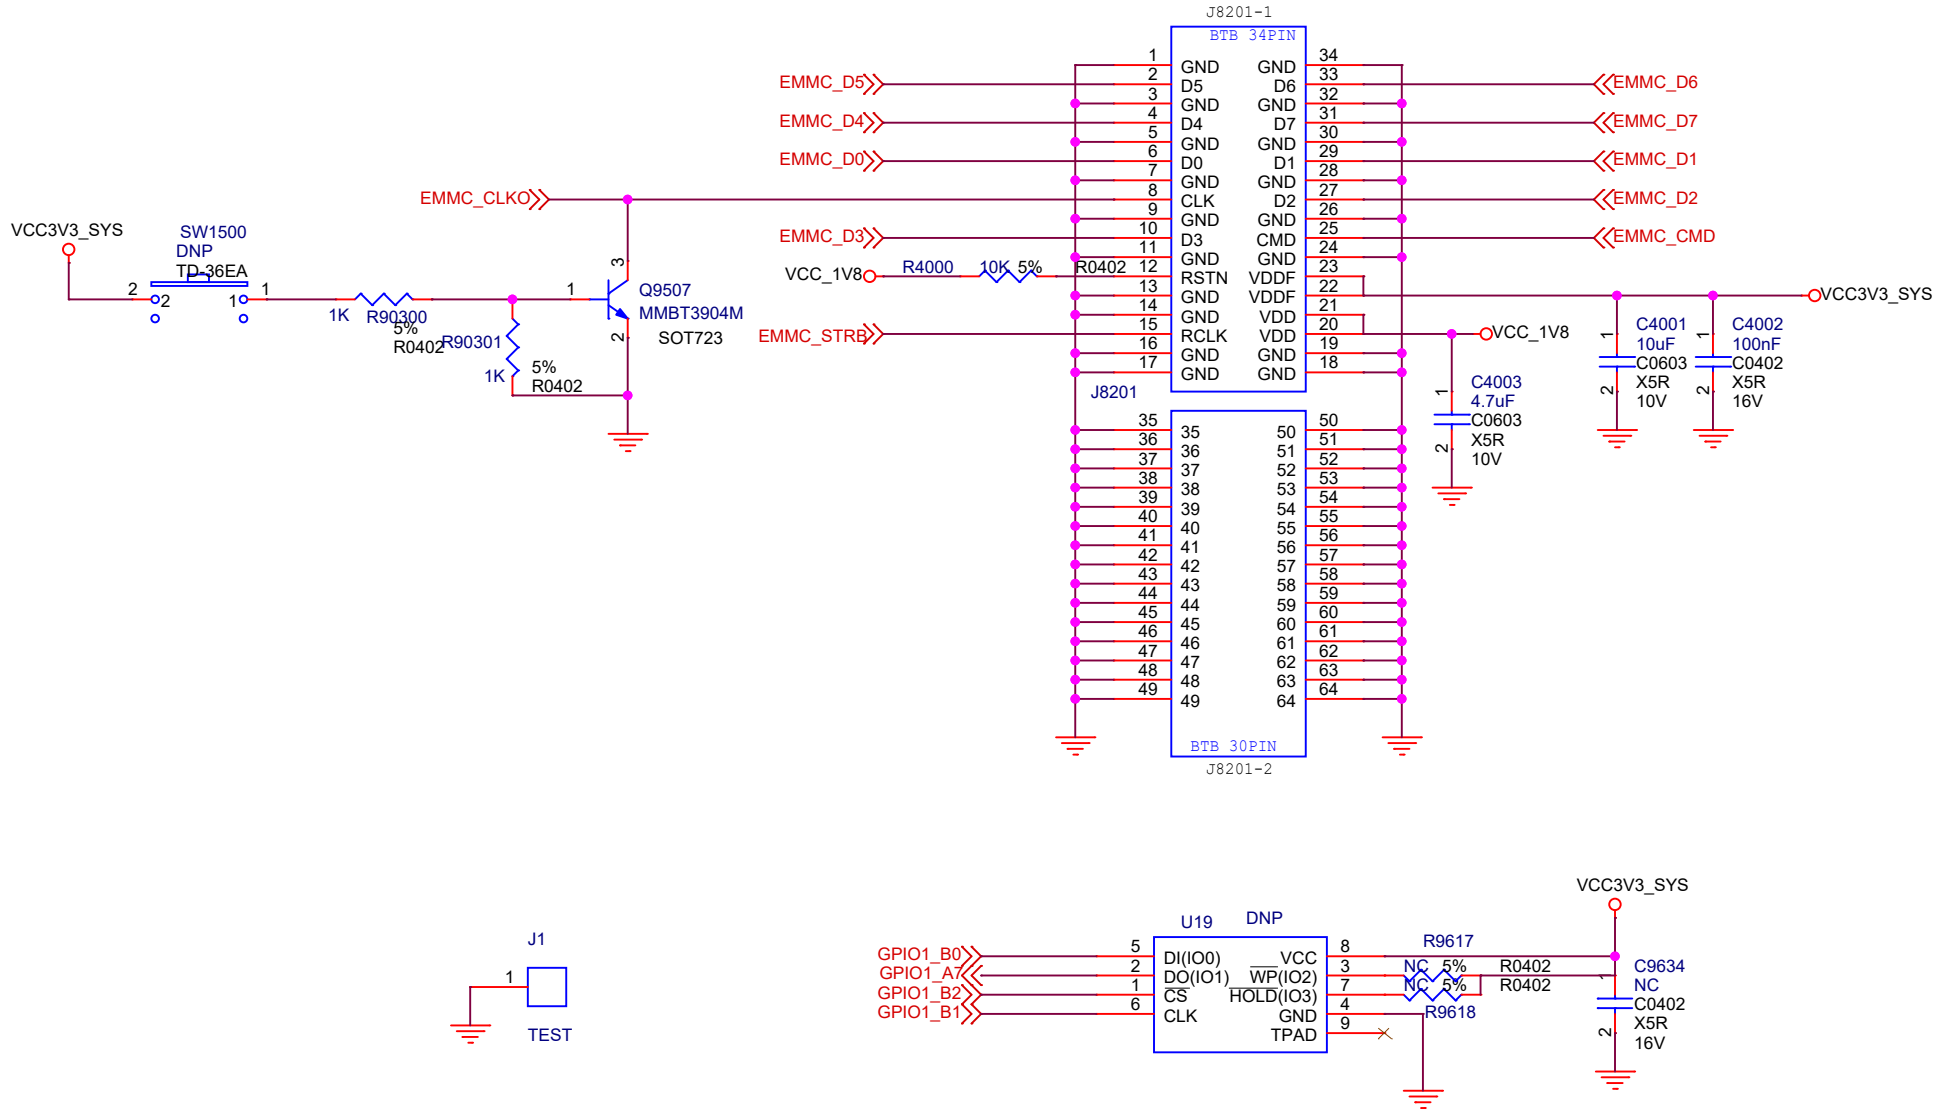 J8201-1
BTB 34PIN
1 GND GND 34
EMMC_D5 2 D5 D6 33 EMMC_D6
3 GND GND 32
EMMC_D4 4 D4 D7 31 EMMC_D7
5 GND GND 30
EMMC_D0 6 D0 D1 29 EMMC_D1
7 GND GND 28
EMMC_CLKO 8 CLK D2 27 EMMC_D2
9 GND GND 26
EMMC_D3 10 D3 CMD 25 EMMC_CMD
11 GND GND 24
VCC_1V8 R4000 10K 5% R0402 12 RSTN VDDF 23
13 GND VDDF 22 VCC3V3_SYS
14 GND VDD 21
EMMC_STRB 15 RCLK VDD 20 VCC_1V8
16 GND GND 19
17 GND GND 18
J8201
VCC3V3_SYS
SW1500
DNP
TD-36EA
2 2 1 1
1K R90300
5%
R0402
R90301
1K
5%
R0402
1 3 2
Q9507
MMBT3904M
SOT723
1 2
C4001
10uF
C0603
X5R
10V
1 2
C4002
100nF
C0402
X5R
16V
1 2
C4003
4.7uF
C0603
X5R
10V
35 35 50 50
36 36 51 51
37 37 52 52
38 38 53 53
39 39 54 54
40 40 55 55
41 41 56 56
42 42 57 57
43 43 58 58
44 44 59 59
45 45 60 60
46 46 61 61
47 47 62 62
48 48 63 63
49 49 64 64
BTB 30PIN
J8201-2
J1
1
TEST
U19 DNP
GPIO1_B0 5 DI(IO0) VCC 8
GPIO1_A7 2 DO(IO1) WP(IO2) 3
GPIO1_B2 1 CS HOLD(IO3) 7
GPIO1_B1 6 CLK GND 4
TPAD 9
VCC3V3_SYS
R9617
NC 5% R0402
NC 5% R0402
R9618
1 2
C9634
NC
C0402
X5R
16V